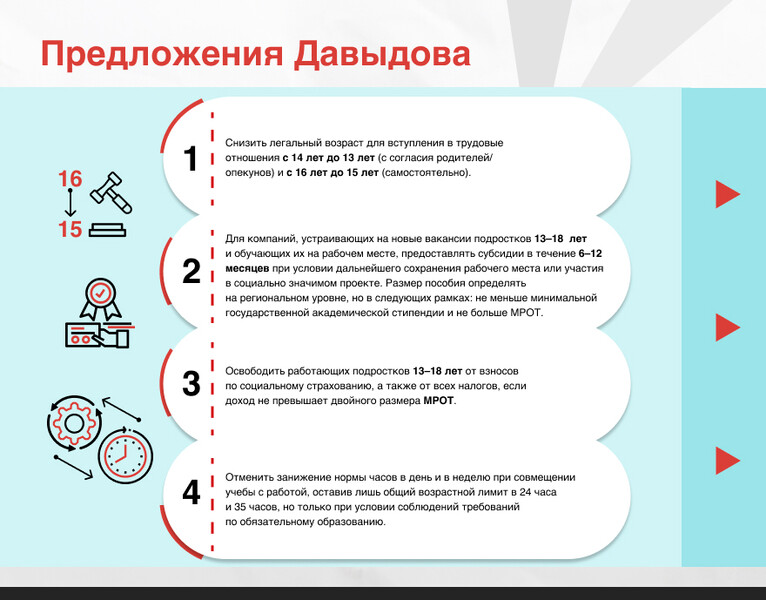 Предложения Давыдова
16
15
1
Снизить легальный возраст для вступления в трудовые
отношения с 14 лет до 13 лет (с согласия родителей/
опекунов) и с 16 лет до 15 лет (самостоятельно).
2
Для компаний, устраивающих на новые вакансии подростков 13–18 лет
и обучающих их на рабочем месте, предоставлять субсидии в течение 6–12
месяцев при условии дальнейшего сохранения рабочего места или участия
в социально значимом проекте. Размер пособия определять
на региональном уровне, но в следующих рамках: не меньше минимальной
государственной академической стипендии и не больше МРОТ.
3
Освободить работающих подростков 13–18 лет от взносов
по социальному страхованию, а также от всех налогов, если
доход не превышает двойного размера МРОТ.
4
Отменить занижение нормы часов в день и в неделю при совмещении
учебы с работой, оставив лишь общий возрастной лимит в 24 часа
и 35 часов, но только при условии соблюдений требований
по обязательному образованию.